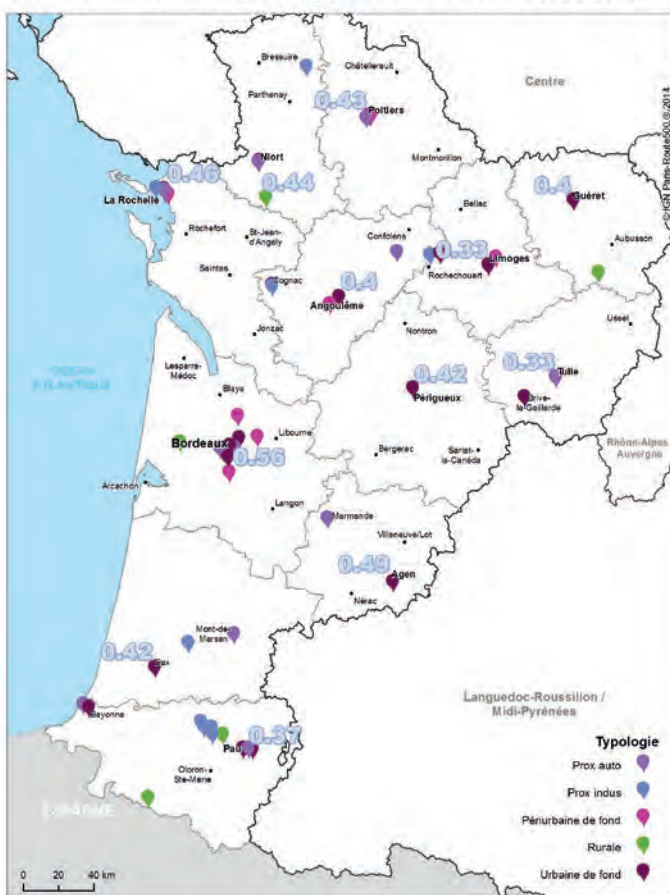 Bressuire
Châtellerault
Centre
Parthenay
0.43
Poitiers
© IGN Paris-Route500 ® 2014
Niort
Montmorillon
0.46
La Rochelle
0.44
0.4
Guéret
Bellac
Rochefort
St-Jean-
d'Angély
Confolens
Aubusson
0.33
Limoges
Saintes
Rochechouart
Cognac
0.4
Angoulême
Jonzac
Nontron
Ussel
Lesparre-
Médoc
0.33
Tulle
Blaye
0.42
Périgueux
Brive-
la-Gaillarde
Bordeaux
Libourne
0.56
Bergerac
Sarlat-
la-Canéda
Rhône-Alpes
Auvergne
Arcachon
Langon
Marmande
Villeneuve/Lot
0.49
Agen
Nérac
Mont-de-
Marsan
0.42
Dax
Languedoc-Roussillon /
Midi-Pyrénées
Bayonne
0.37
Pau
Oloron-
Ste-Marie
Typologie
Prox auto
Prox indus
Périurbaine de fond
Rurale
Urbaine de fond
0 20 40 km